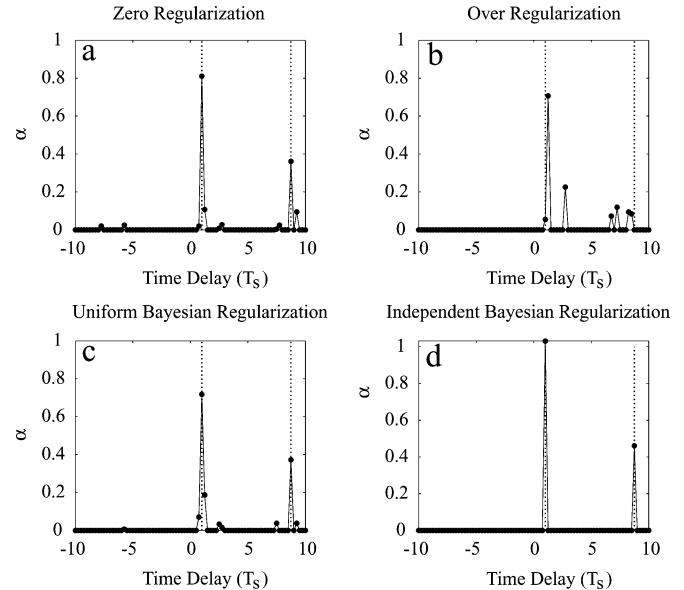 Zero Regularization
a
1
0.8
0.6
0.4
0.2
0
α
-10 -5 0 5 10
Time Delay (TS)
Over Regularization
b
1
0.8
0.6
0.4
0.2
0
α
-10 -5 0 5 10
Time Delay (TS)
Uniform Bayesian Regularization
c
1
0.8
0.6
0.4
0.2
0
α
-10 -5 0 5 10
Time Delay (TS)
Independent Bayesian Regularization
d
1
0.8
0.6
0.4
0.2
0
α
-10 -5 0 5 10
Time Delay (TS)